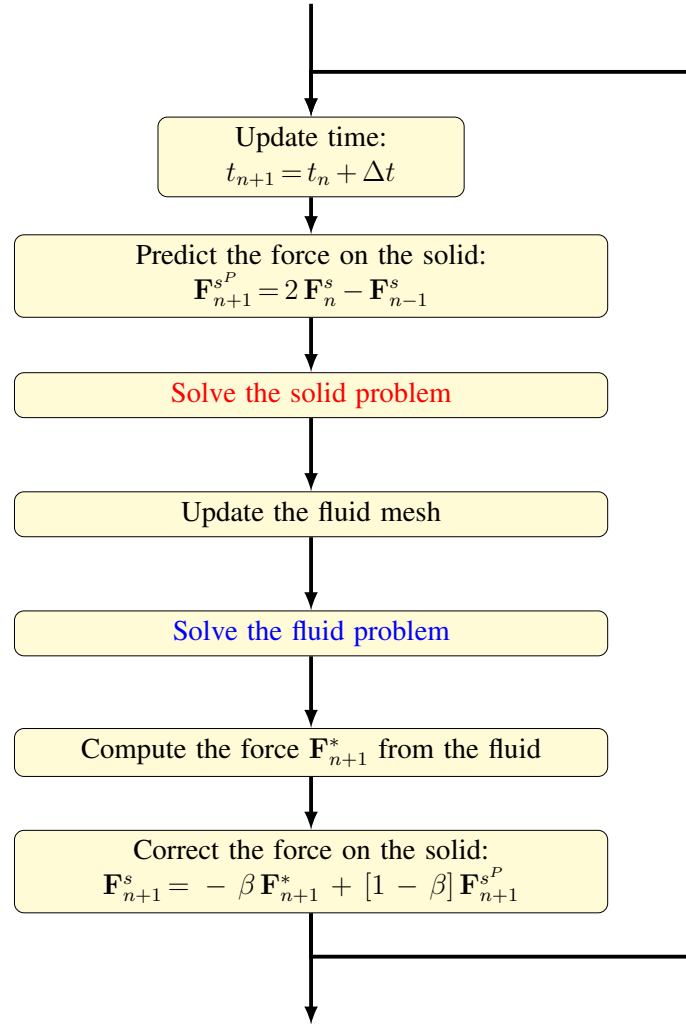 Update time:
t_{n+1} = t_n + Δt
Predict the force on the solid:
F^{s^P}_{n+1} = 2 F^s_n − F^s_{n−1}
Solve the solid problem
Update the fluid mesh
Solve the fluid problem
Compute the force F^*_{n+1} from the fluid
Correct the force on the solid:
F^s_{n+1} = − β F^*_{n+1} + [1 − β] F^{s^P}_{n+1}